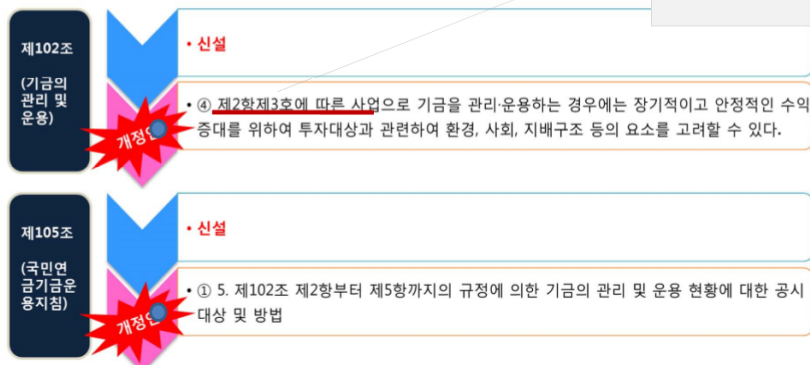 제102조
(기금의
관리 및
운용)
• 신설
개정안
• ④ 제2항제3호에 따른 사업으로 기금을 관리·운용하는 경우에는 장기적이고 안정적인 수익
증대를 위하여 투자대상과 관련하여 환경, 사회, 지배구조 등의 요소를 고려할 수 있다.
제105조
(국민연
금기금운
용지침)
• 신설
개정안
• ① 5. 제102조 제2항부터 제5항까지의 규정에 의한 기금의 관리 및 운용 현황에 대한 공시
대상 및 방법